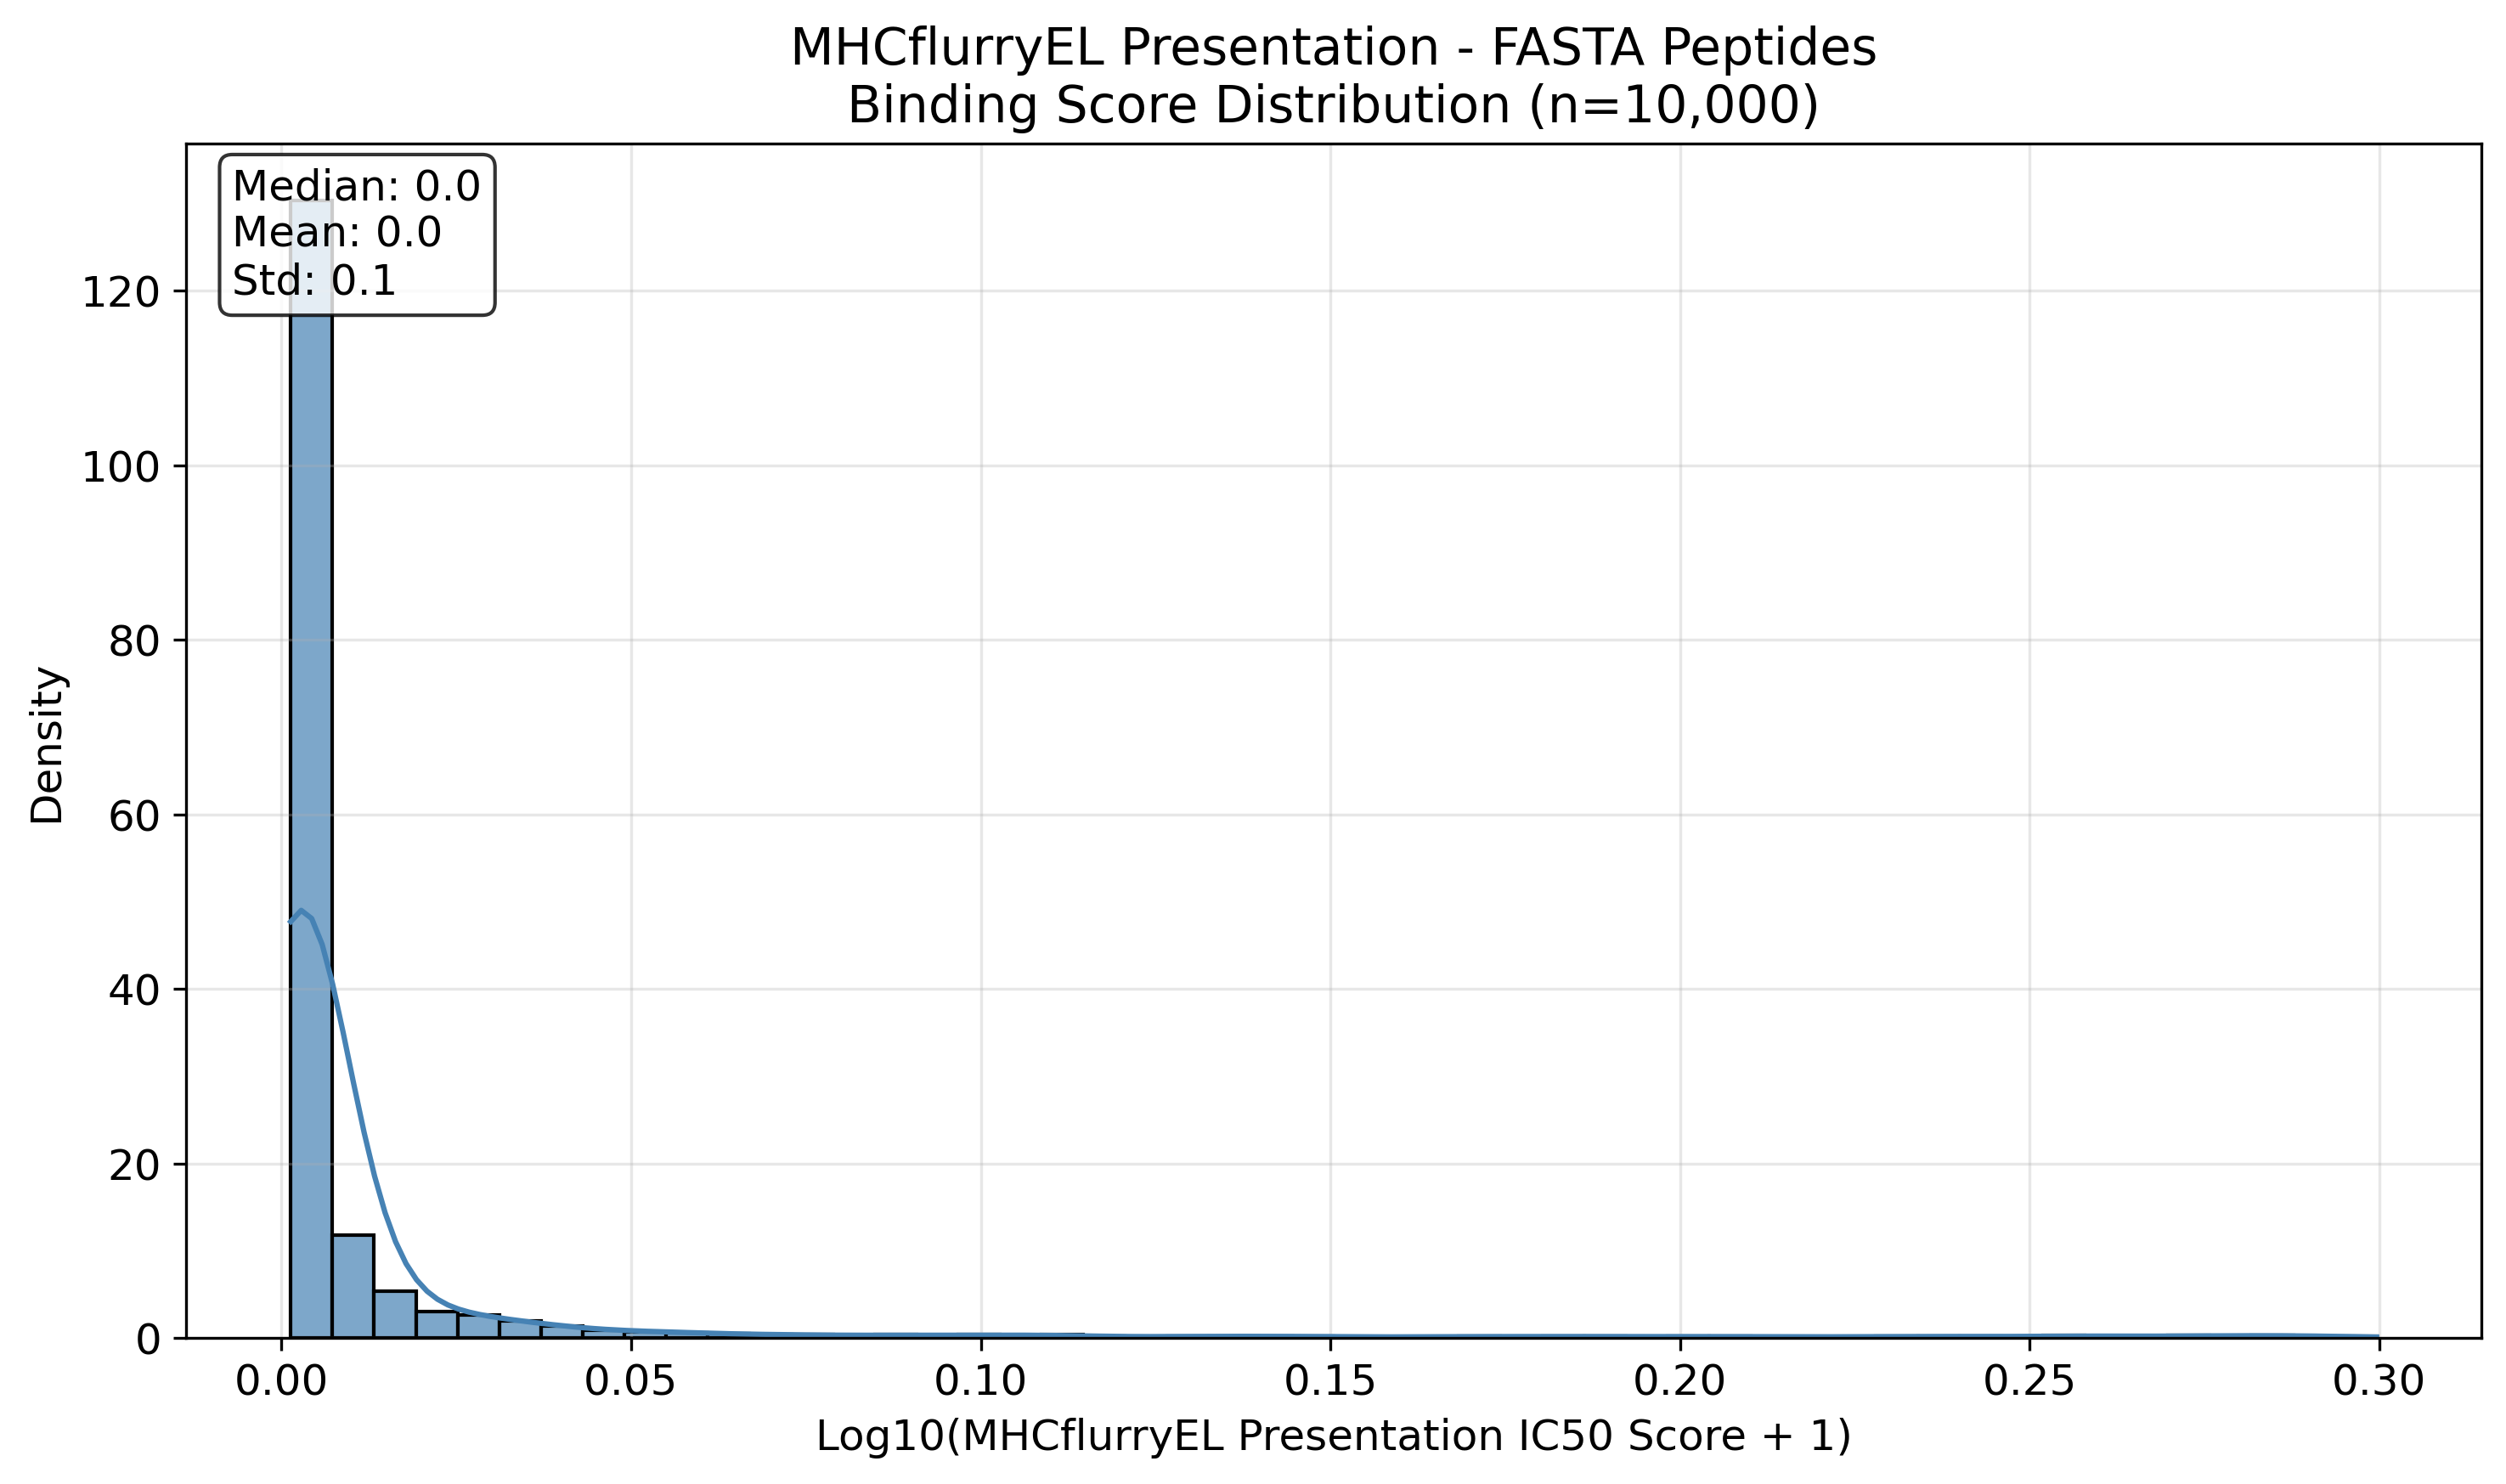 MHCflurryEL Presentation - FASTA Peptides
Binding Score Distribution (n=10,000)
Median: 0.0
Mean: 0.0
Std: 0.1
120
100
80
60
40
20
0
Density
0.00 0.05 0.10 0.15 0.20 0.25 0.30
Log10(MHCflurryEL Presentation IC50 Score + 1)